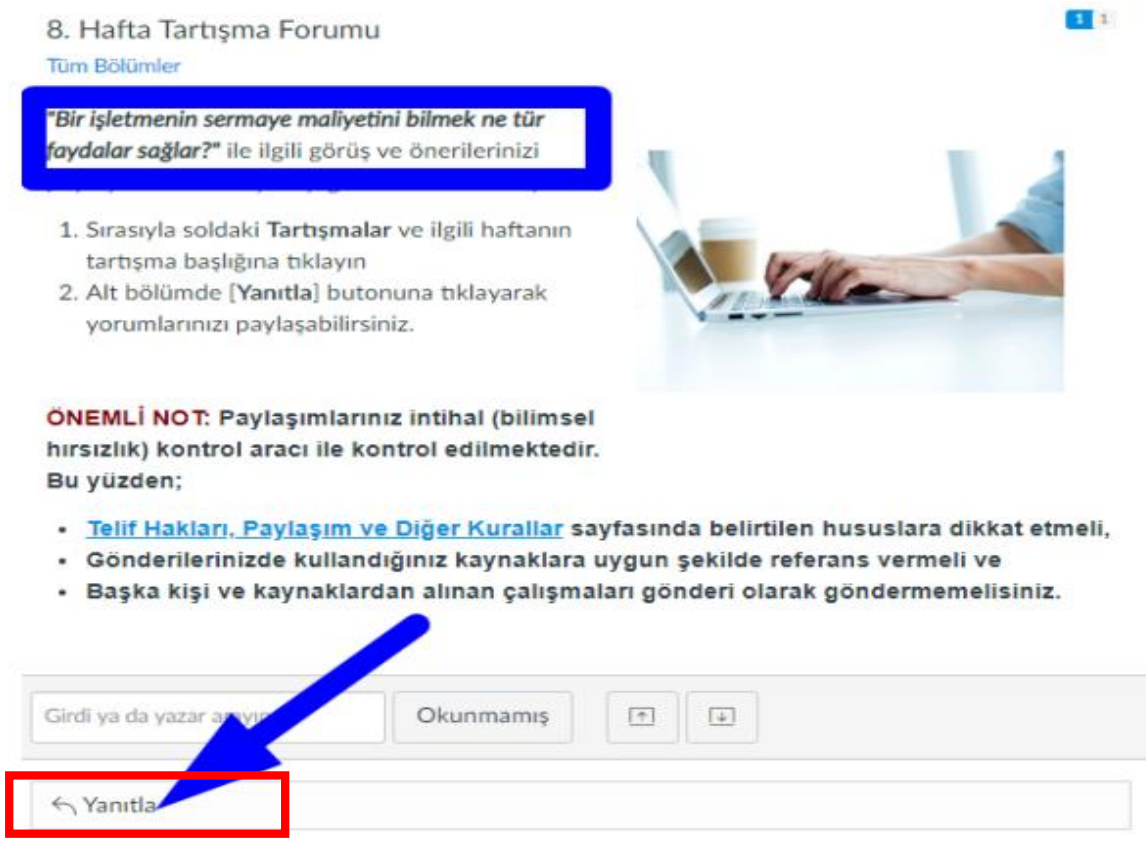 8. Hafta Tartışma Forumu
1 1
Tüm Bölümler
"Bir işletmenin sermaye maliyetini bilmek ne tür
faydalar sağlar?" ile ilgili görüş ve önerilerinizi
1. Sırasıyla soldaki Tartışmalar ve ilgili haftanın
tartışma başlığına tıklayın
2. Alt bölümde [Yanıtla] butonuna tıklayarak
yorumlarınızı paylaşabilirsiniz.
ÖNEMLİ NOT: Paylaşımlarınız intihal (bilimsel
hırsızlık) kontrol aracı ile kontrol edilmektedir.
Bu yüzden;
• Telif Hakları, Paylaşım ve Diğer Kurallar sayfasında belirtilen hususlara dikkat etmeli,
• Gönderilerinizde kullandığınız kaynaklara uygun şekilde referans vermeli ve
• Başka kişi ve kaynaklardan alınan çalışmaları gönderi olarak göndermemelisiniz.
Girdi ya da yazar Okunmamış
Yanıtla